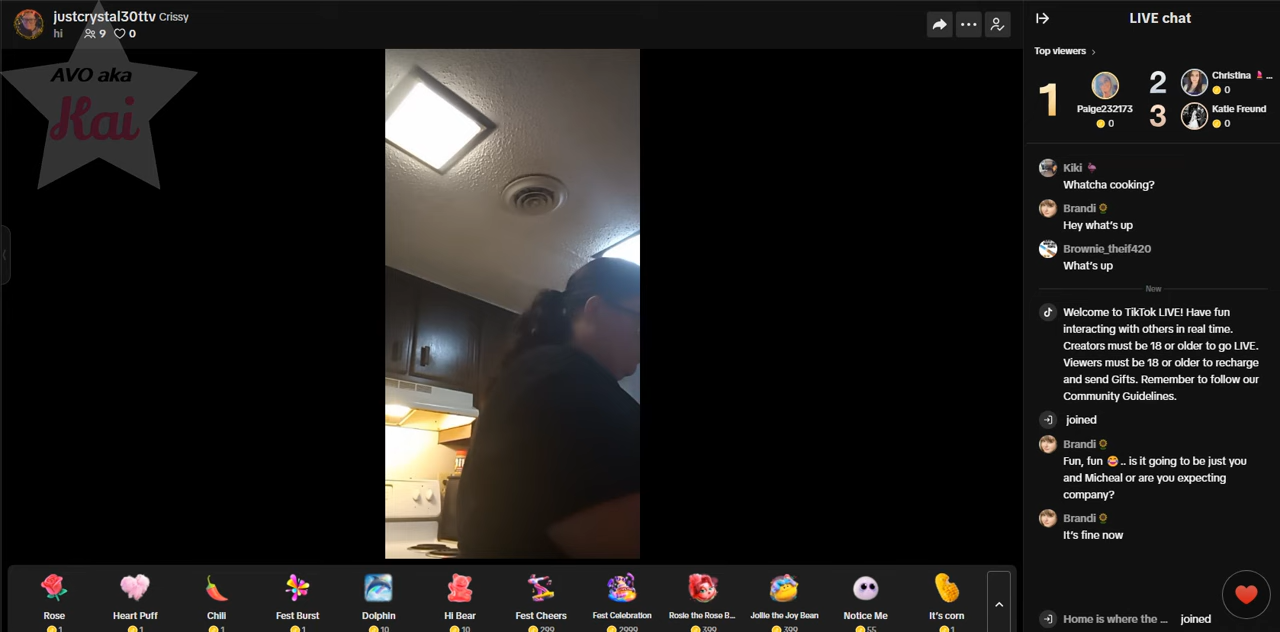 justcrystal30ttv Crissy
hi 9 0
AVO aka
Kai
LIVE chat
Top viewers
1
Paige232173
0
2
Christina ...
0
3
Katie Freund
0
Kiki
Whatcha cooking?
Brandi
Hey what's up
Brownie_theif420
What's up
Now
Welcome to TikTok LIVE! Have fun
interacting with others in real time.
Creators must be 18 or older to go LIVE.
Viewers must be 18 or older to recharge
and send Gifts. Remember to follow our
Community Guidelines.
joined
Brandi
Fun, fun 😆.. is it going to be just you
and Micheal or are you expecting
company?
Brandi
It's fine now
Home is where the ... joined
Rose Heart Puff Chili Fest Burst Dolphin Hi Bear Fest Cheers Fest Celebration Rosie the Rose B... Jollie the Joy Bean Notice Me It's corn
1 1 1 1 10 10 299 2999 399 399 55 1